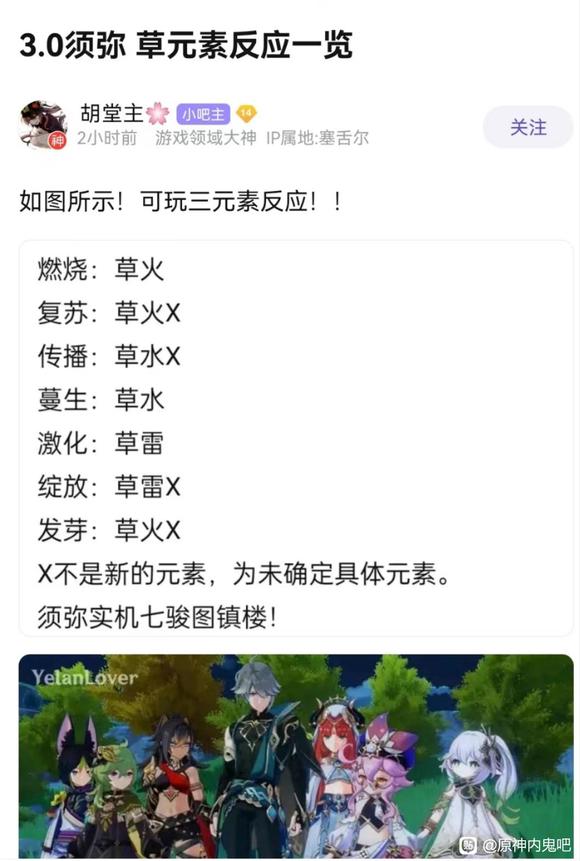 3.0须弥 草元素反应一览
胡堂主🌸 小吧主 14
神
2小时前 游戏领域大神 IP属地:塞舌尔
关注
如图所示！可玩三元素反应！！
燃烧：草火
复苏：草火X
传播：草水X
蔓生：草水
激化：草雷
绽放：草雷X
发芽：草火X
X不是新的元素，为未确定具体元素。
须弥实机七骏图镇楼！
YelanLover
贴 @原神内鬼吧